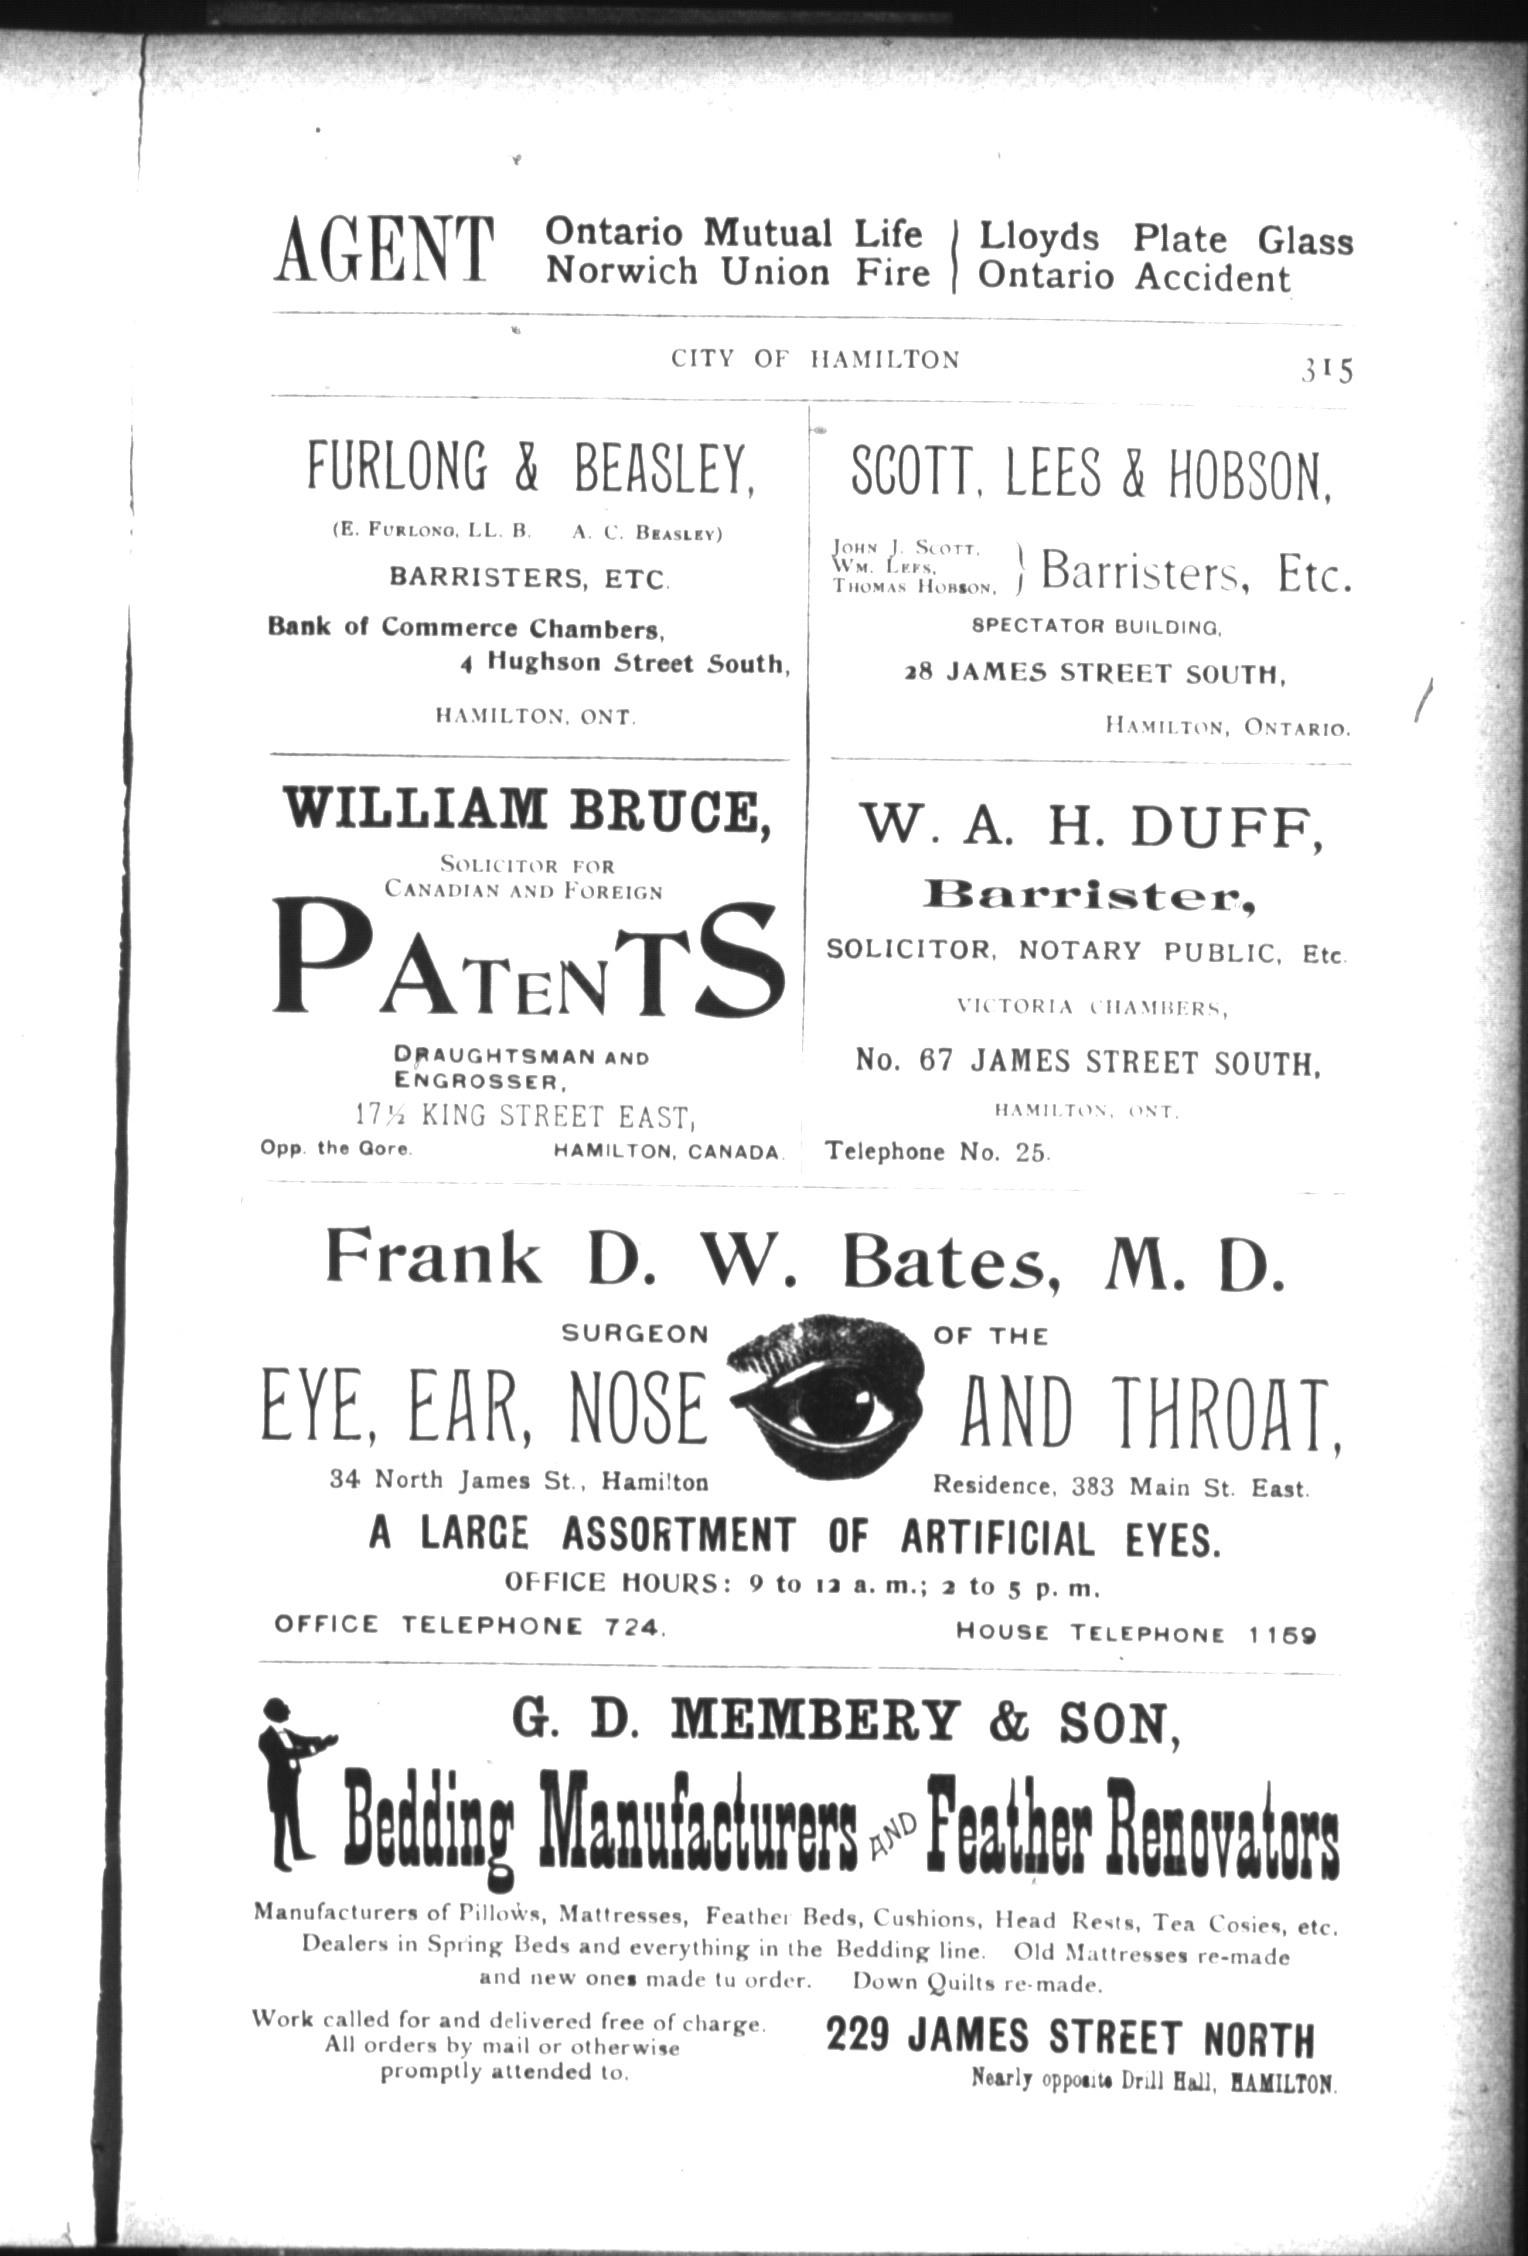 AGENT Ontario Mutual Life Lloyds Plate Glass
Norwich Union Fire Ontario Accident
CITY OF HAMILTON 315
FURLONG & BEASLEY,
(E. FURLONG, LL. B. A. C. BEASLEY)
BARRISTERS, ETC.
Bank of Commerce Chambers,
4 Hughson Street South,
HAMILTON, ONT.
SCOTT, LEES & HOBSON,
JOHN J. SCOTT,
WM. LEES,
THOMAS HOBSON,
} Barristers, Etc.
SPECTATOR BUILDING,
28 JAMES STREET SOUTH,
HAMILTON, ONTARIO.
WILLIAM BRUCE,
SOLICITOR FOR
CANADIAN AND FOREIGN
PATENTS
DRAUGHTSMAN AND
ENGROSSER,
17½ KING STREET EAST,
Opp. the Gore. HAMILTON, CANADA.
W. A. H. DUFF,
Barrister,
SOLICITOR, NOTARY PUBLIC, Etc.
VICTORIA CHAMBERS,
No. 67 JAMES STREET SOUTH,
HAMILTON, ONT.
Telephone No. 25.
Frank D. W. Bates, M. D.
SURGEON OF THE
EYE, EAR, NOSE AND THROAT,
34 North James St., Hamilton Residence, 383 Main St. East.
A LARGE ASSORTMENT OF ARTIFICIAL EYES.
OFFICE HOURS: 9 to 12 a. m.; 2 to 5 p. m.
OFFICE TELEPHONE 724. HOUSE TELEPHONE 1159
G. D. MEMBERY & SON,
Bedding Manufacturers AND Feather Renovators
Manufacturers of Pillows, Mattresses, Feather Beds, Cushions, Head Rests, Tea Cosies, etc.
Dealers in Spring Beds and everything in the Bedding line. Old Mattresses re-made
and new ones made tu order. Down Quilts re-made.
Work called for and delivered free of charge.
All orders by mail or otherwise
promptly attended to.
229 JAMES STREET NORTH
Nearly opposite Drill Hall, HAMILTON.